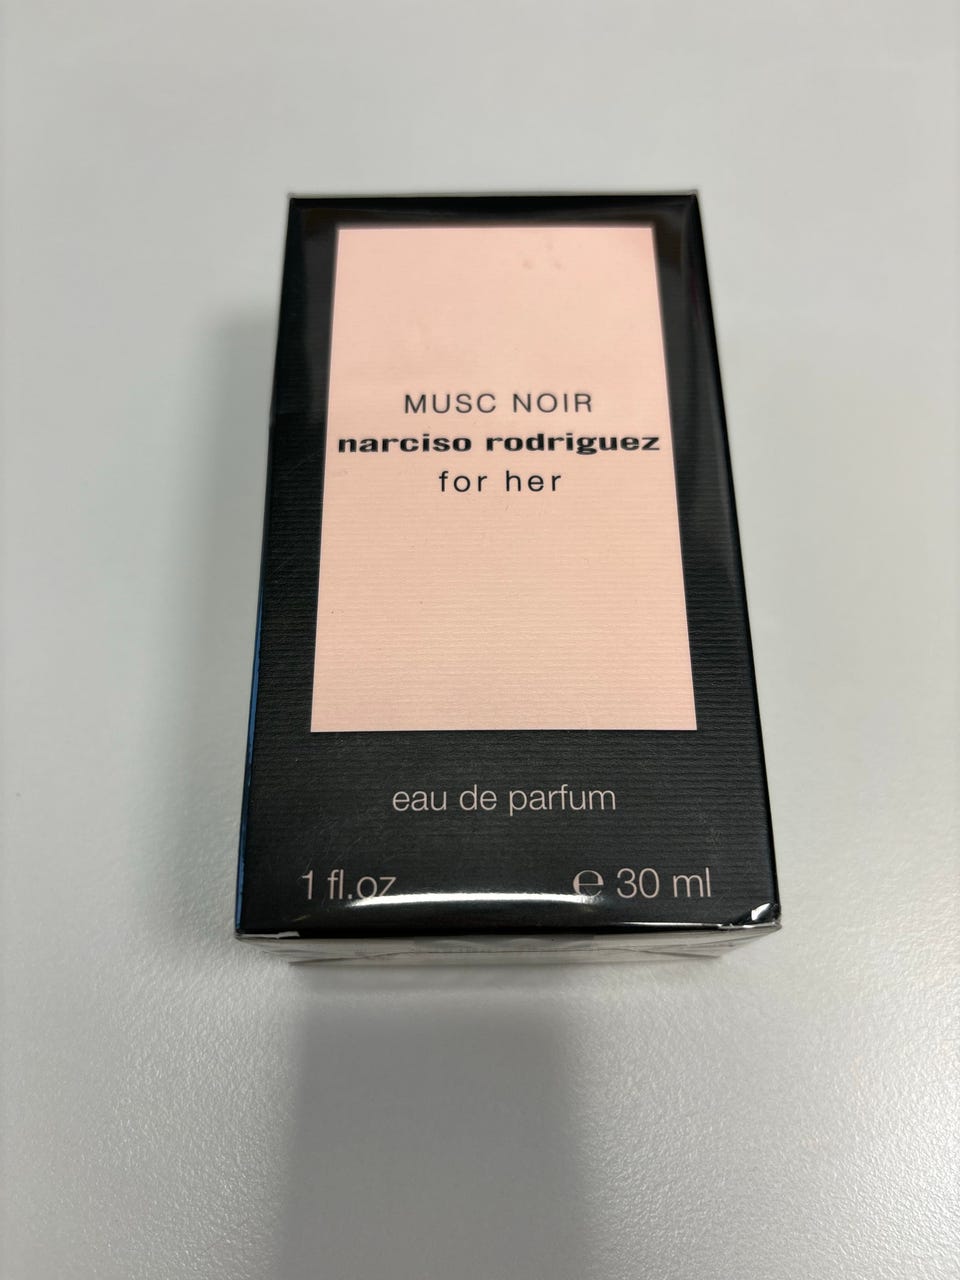 MUSC NOIR
narciso rodriguez
for her
eau de parfum
1 fl.oz ℮ 30 ml